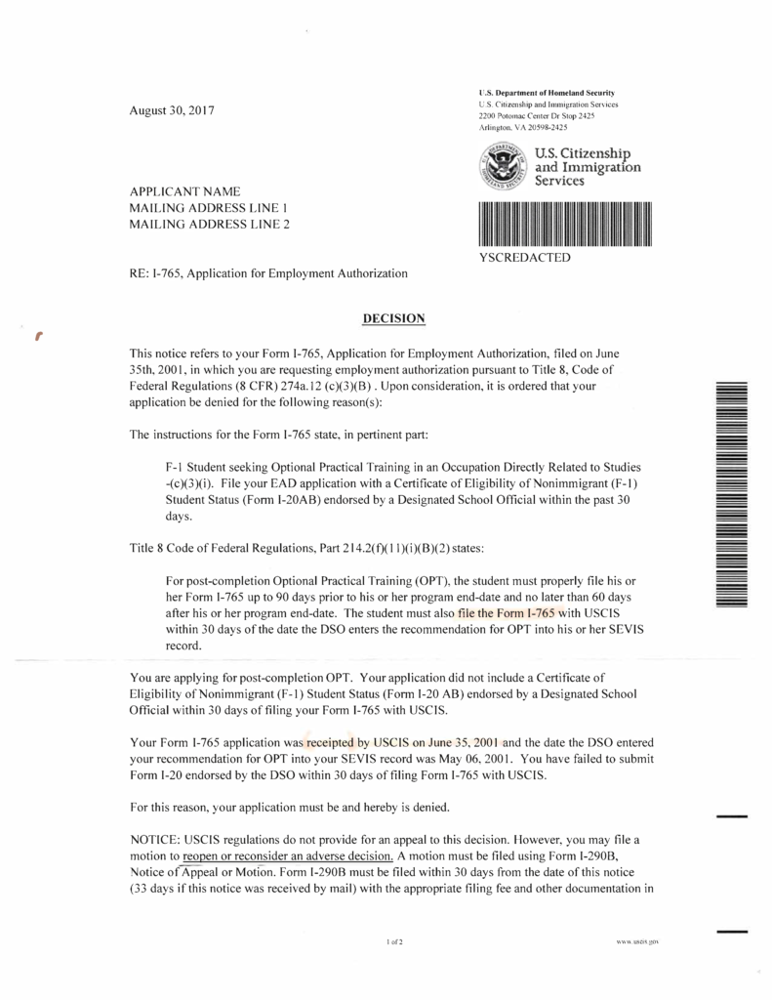 August 30, 2017
U.S. Department of Homeland Security
U.S. Citizenship and Immigration Services
2200 Potomac Center Dr Stop 2425
Arlington, VA 20598-2425
U.S. Citizenship
and Immigration
Services
APPLICANT NAME
MAILING ADDRESS LINE 1
MAILING ADDRESS LINE 2
YSCREDACTED
RE: I-765, Application for Employment Authorization
DECISION
This notice refers to your Form I-765, Application for Employment Authorization, filed on June
35th, 2001, in which you are requesting employment authorization pursuant to Title 8, Code of
Federal Regulations (8 CFR) 274a.12 (c)(3)(B) . Upon consideration, it is ordered that your
application be denied for the following reason(s):
The instructions for the Form I-765 state, in pertinent part:
F-1 Student seeking Optional Practical Training in an Occupation Directly Related to Studies
-(c)(3)(i). File your EAD application with a Certificate of Eligibility of Nonimmigrant (F-1)
Student Status (Form I-20AB) endorsed by a Designated School Official within the past 30
days.
Title 8 Code of Federal Regulations, Part 214.2(f)(11)(i)(B)(2) states:
For post-completion Optional Practical Training (OPT), the student must properly file his or
her Form I-765 up to 90 days prior to his or her program end-date and no later than 60 days
after his or her program end-date. The student must also file the Form I-765 with USCIS
within 30 days of the date the DSO enters the recommendation for OPT into his or her SEVIS
record.
You are applying for post-completion OPT. Your application did not include a Certificate of
Eligibility of Nonimmigrant (F-1) Student Status (Form I-20 AB) endorsed by a Designated School
Official within 30 days of filing your Form I-765 with USCIS.
Your Form I-765 application was receipted by USCIS on June 35, 2001 and the date the DSO entered
your recommendation for OPT into your SEVIS record was May 06, 2001. You have failed to submit
Form I-20 endorsed by the DSO within 30 days of filing Form I-765 with USCIS.
For this reason, your application must be and hereby is denied.
NOTICE: USCIS regulations do not provide for an appeal to this decision. However, you may file a
motion to reopen or reconsider an adverse decision. A motion must be filed using Form I-290B,
Notice of Appeal or Motion. Form I-290B must be filed within 30 days from the date of this notice
(33 days if this notice was received by mail) with the appropriate filing fee and other documentation in
1 of 2
www.uscis.gov